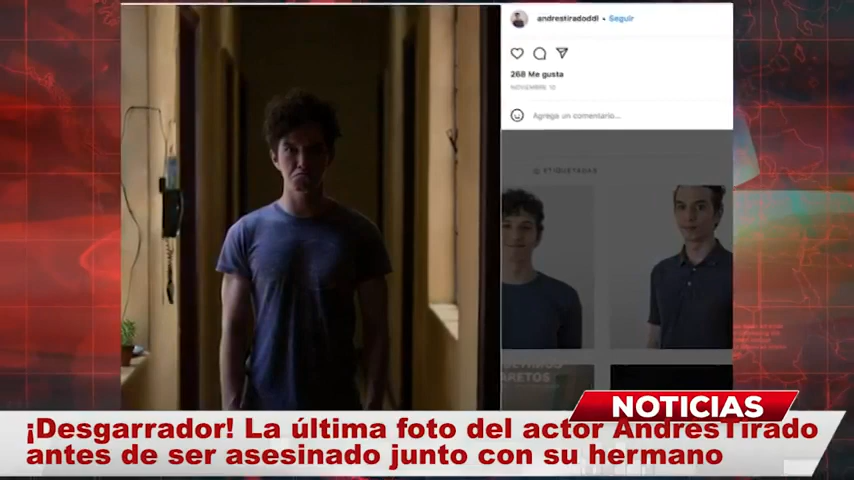 andrestiradoddl • Seguir
268 Me gusta
NOVIEMBRE 10
Agrega un comentario...
ETIQUETADAS
NOTICIAS
¡Desgarrador! La última foto del actor AndrésTirado
antes de ser asesinado junto con su hermano